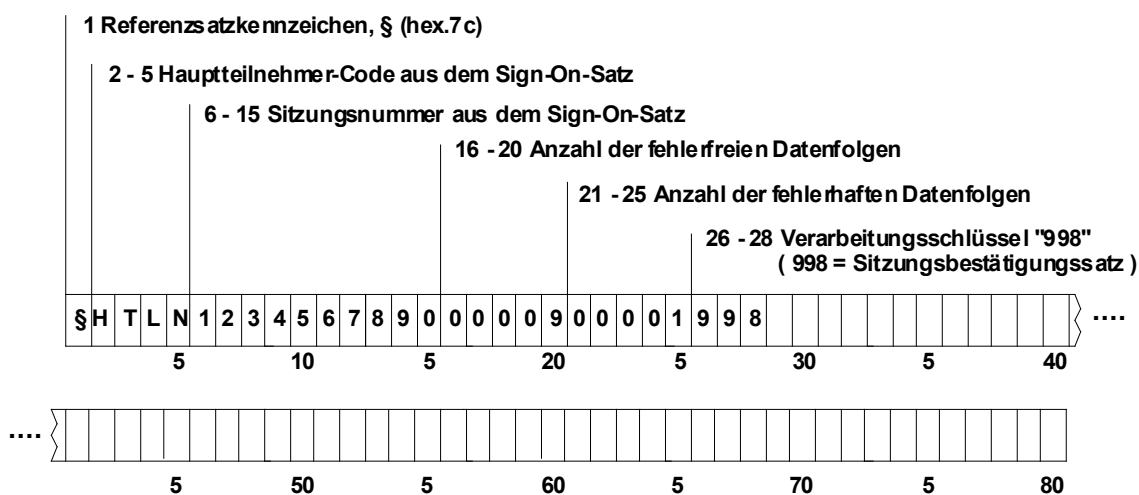 1 Referenzsatzkennzeichen, § (hex.7c)
2 - 5 Hauptteilnehmer-Code aus dem Sign-On-Satz
6 - 15 Sitzungsnummer aus dem Sign-On-Satz
16 - 20 Anzahl der fehlerfreien Datenfolgen
21 - 25 Anzahl der fehlerhaften Datenfolgen
26 - 28 Verarbeitungsschlüssel "998"
( 998 = Sitzungsbestätigungssatz )
§ H T L N 1 2 3 4 5 6 7 8 9 0 0 0 0 0 9 0 0 0 0 1 9 9 8 ....
5 10 5 20 5 30 5 40
....
5 50 5 60 5 70 5 80